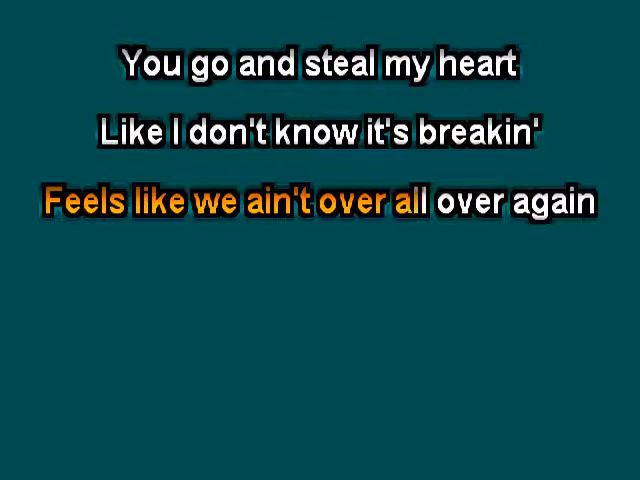 You go and steal my heart
Like I don't know it's breakin'
Feels like we ain't over all over again